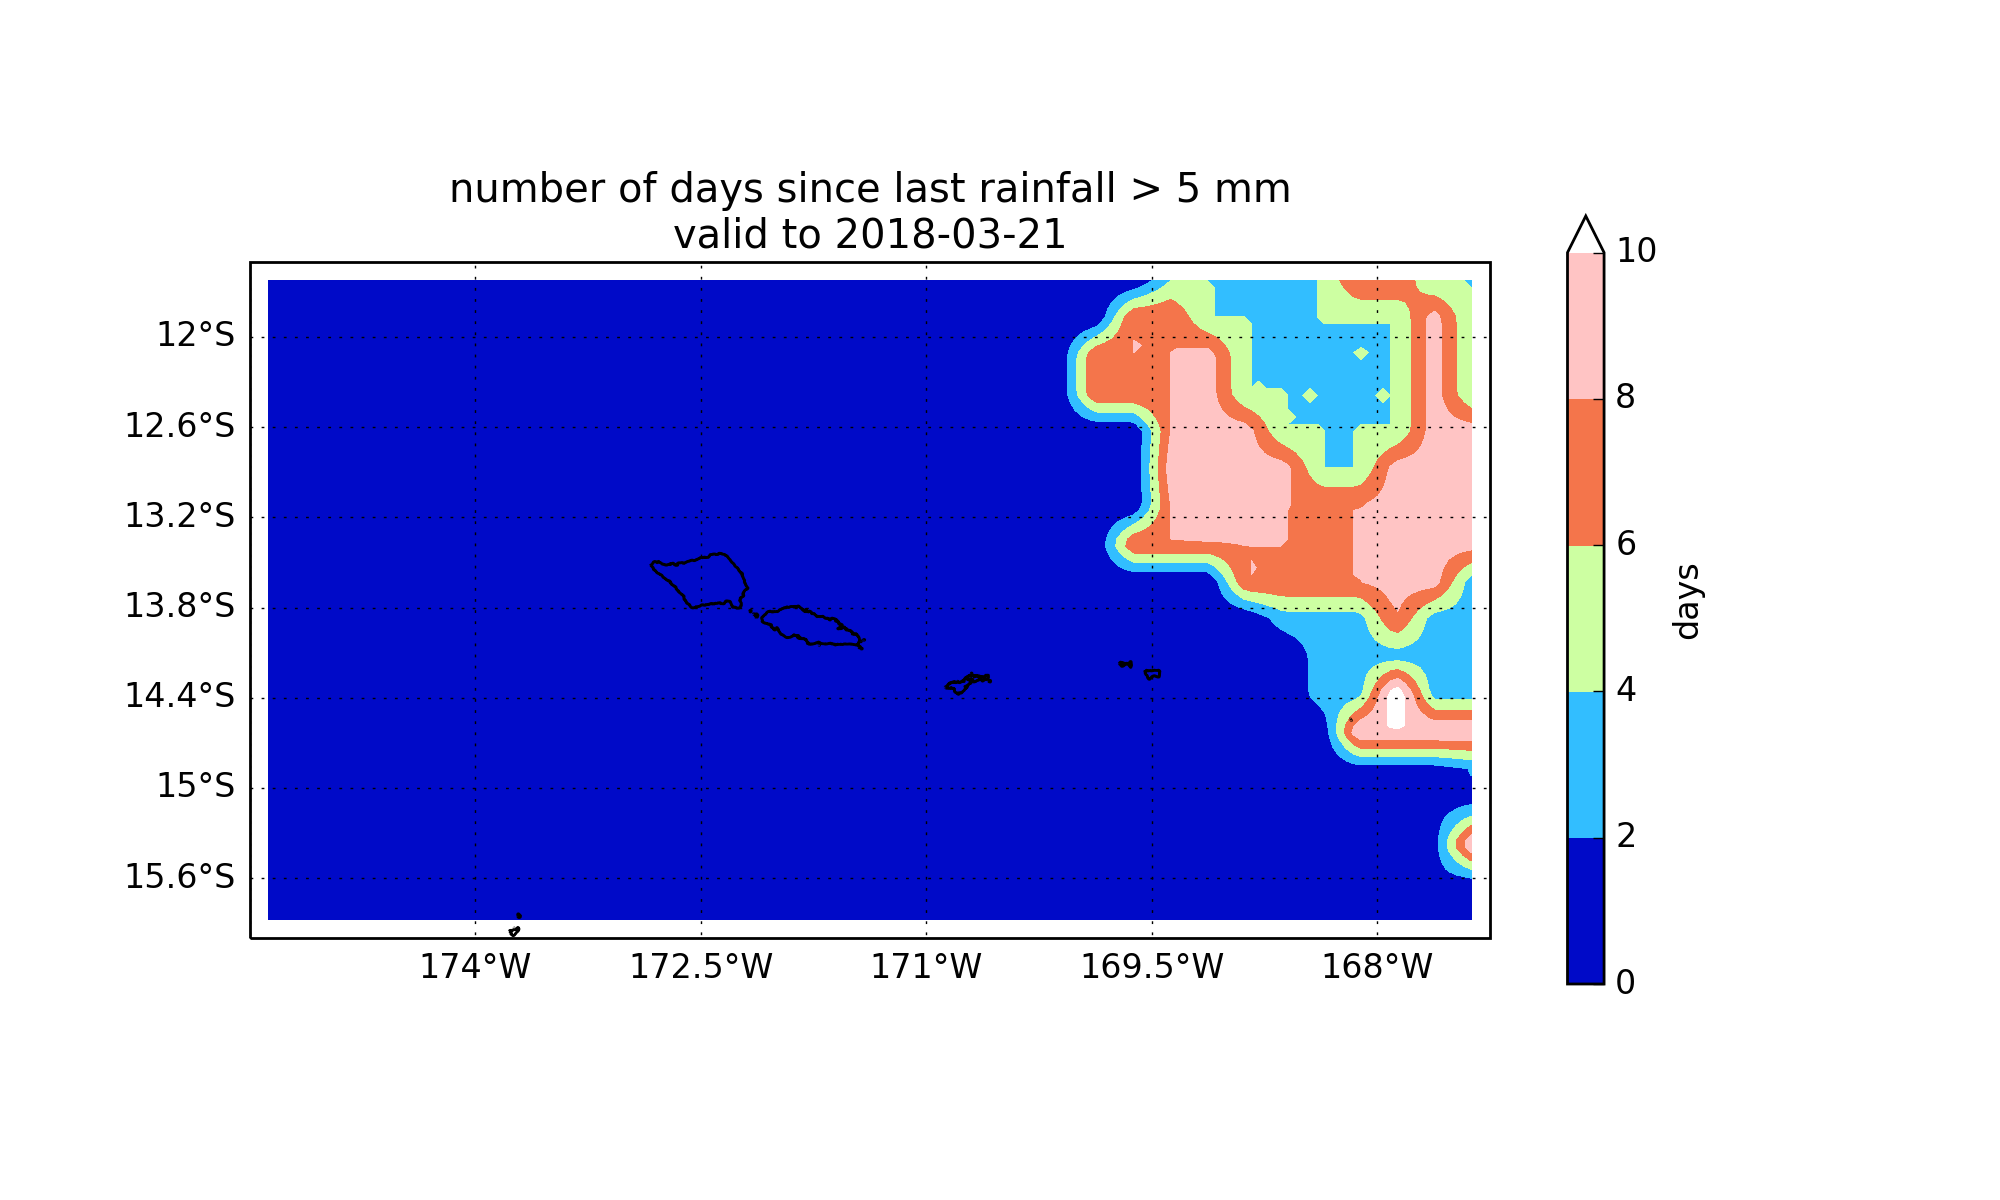 number of days since last rainfall > 5 mm
valid to 2018-03-21
12°S
12.6°S
13.2°S
13.8°S
14.4°S
15°S
15.6°S
174°W
172.5°W
171°W
169.5°W
168°W
10
8
6
4
2
0
days